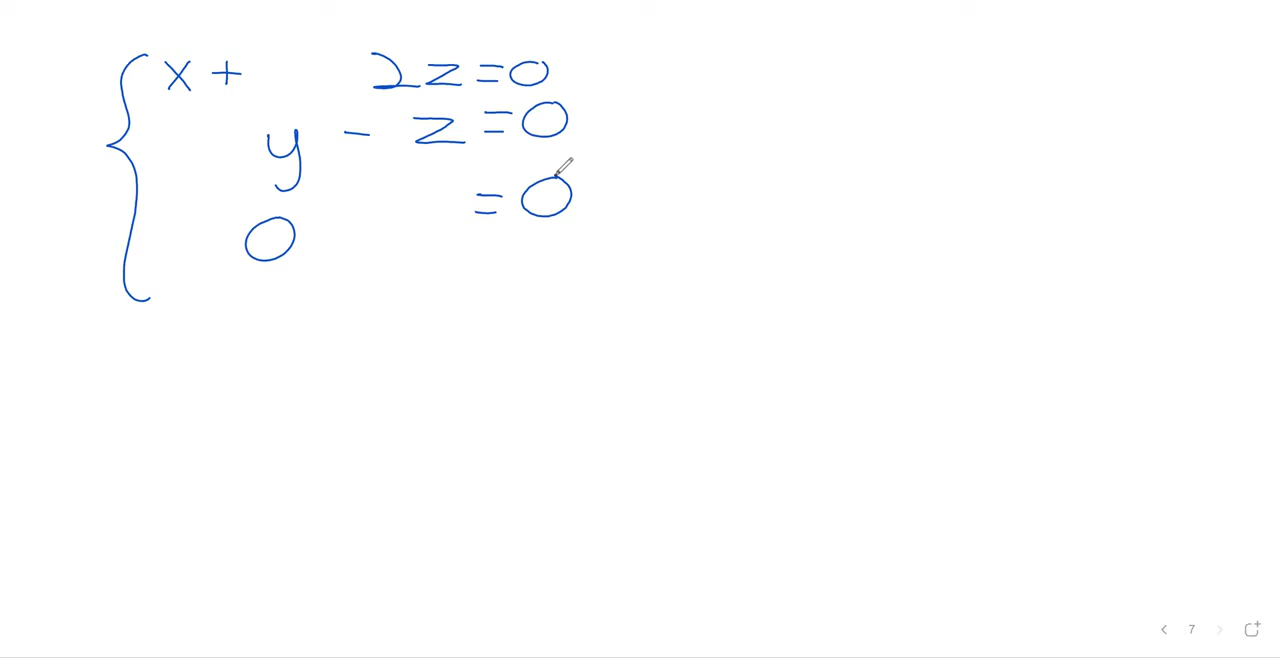 x + 2z = 0
y - z = 0
0 = 0
7